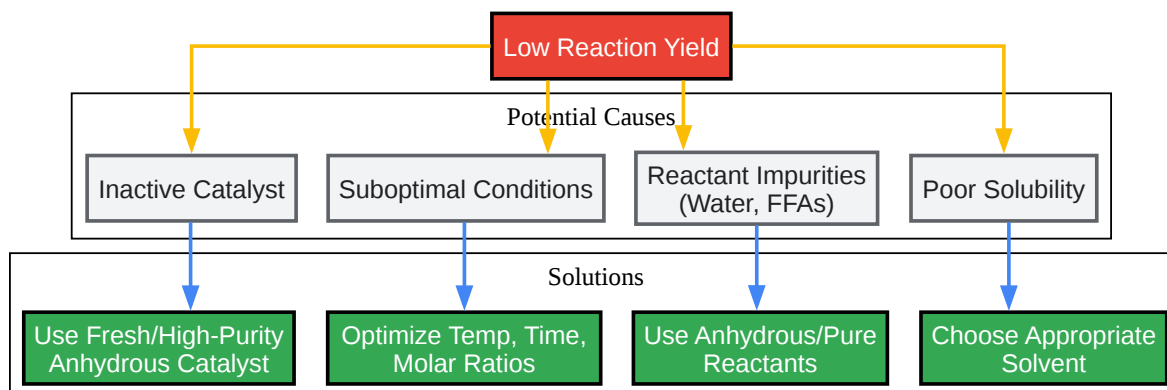 Low Reaction Yield
Potential Causes
Inactive Catalyst
Suboptimal Conditions
Reactant Impurities
(Water, FFAs)
Poor Solubility
Solutions
Use Fresh/High-Purity
Anhydrous Catalyst
Optimize Temp, Time,
Molar Ratios
Use Anhydrous/Pure
Reactants
Choose Appropriate
Solvent